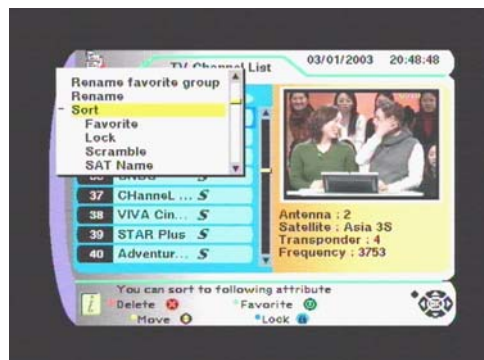 TV Channel List
03/01/2003 20:48:48
Rename favorite group
Rename
- Sort
Favorite
Lock
Scramble
SAT Name
37 CHanneL ... S
38 VIVA Cin... S
39 STAR Plus S
40 Adventur... S
Antenna : 2
Satellite : Asia 3S
Transponder : 4
Frequency : 3753
You can sort to following attribute
Delete
Favorite
Move
Lock